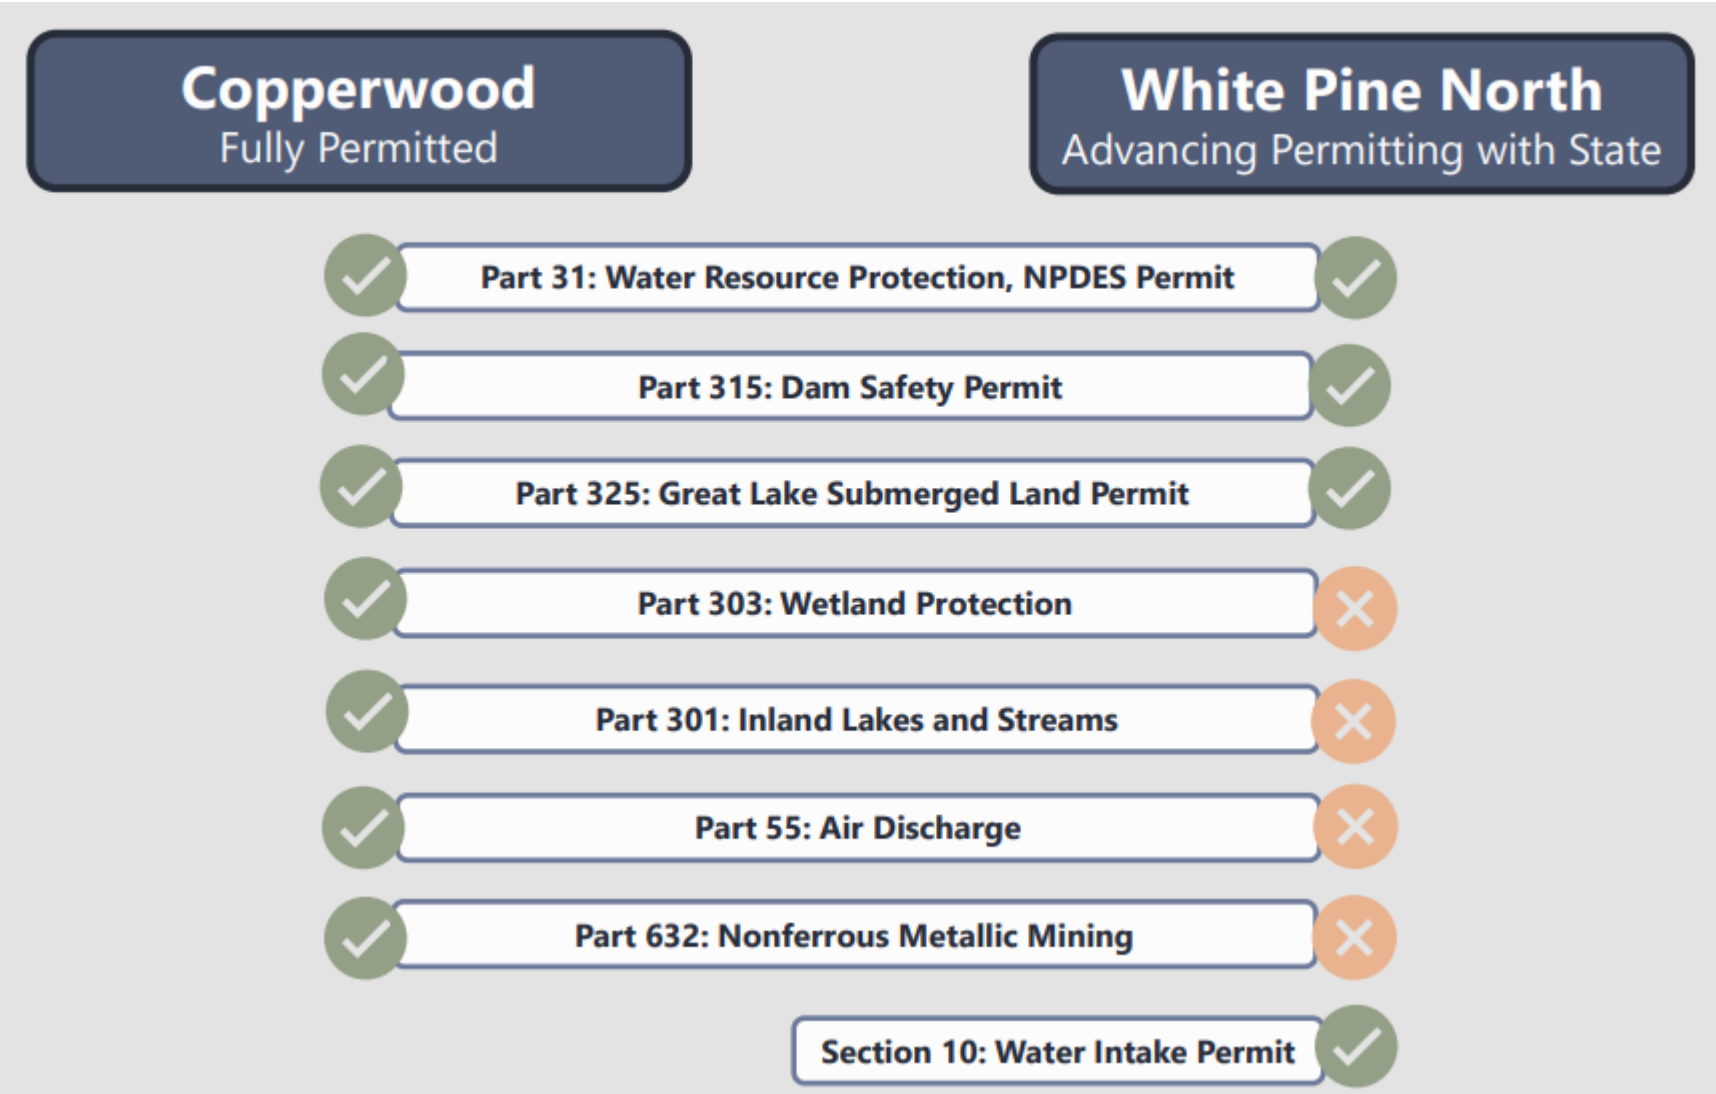 Copperwood
Fully Permitted
White Pine North
Advancing Permitting with State
Part 31: Water Resource Protection, NPDES Permit
Part 315: Dam Safety Permit
Part 325: Great Lake Submerged Land Permit
Part 303: Wetland Protection
Part 301: Inland Lakes and Streams
Part 55: Air Discharge
Part 632: Nonferrous Metallic Mining
Section 10: Water Intake Permit